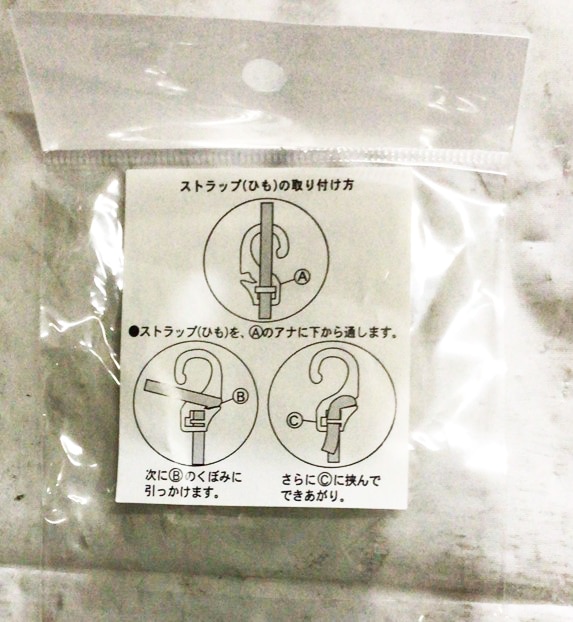 ストラップ(ひも)の取り付け方
Ⓐ
●ストラップ(ひも)を、Ⓐのアナに下から通します。
Ⓑ
Ⓒ
次にⒷのくぼみに
引っかけます。
さらにⒸに挟んで
できあがり。